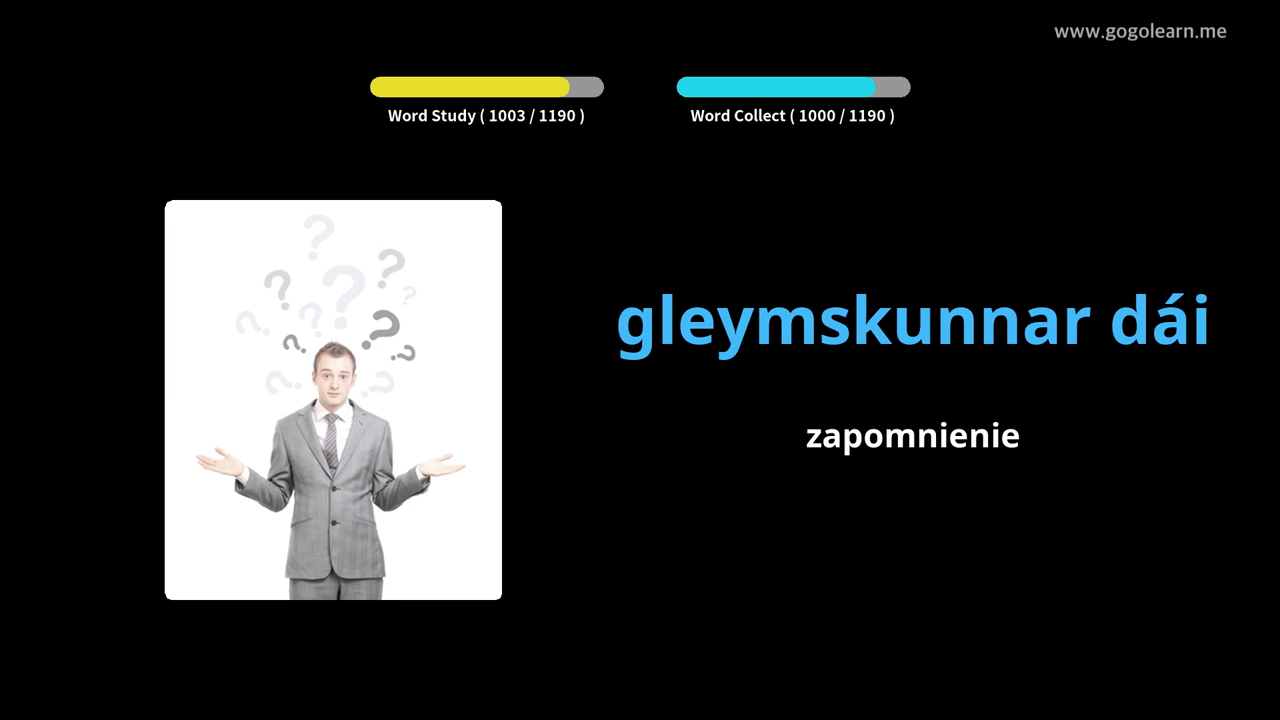 www.gogolearn.me
Word Study ( 1003 / 1190 )
Word Collect ( 1000 / 1190 )
gleymskunnar dái
zapomnienie